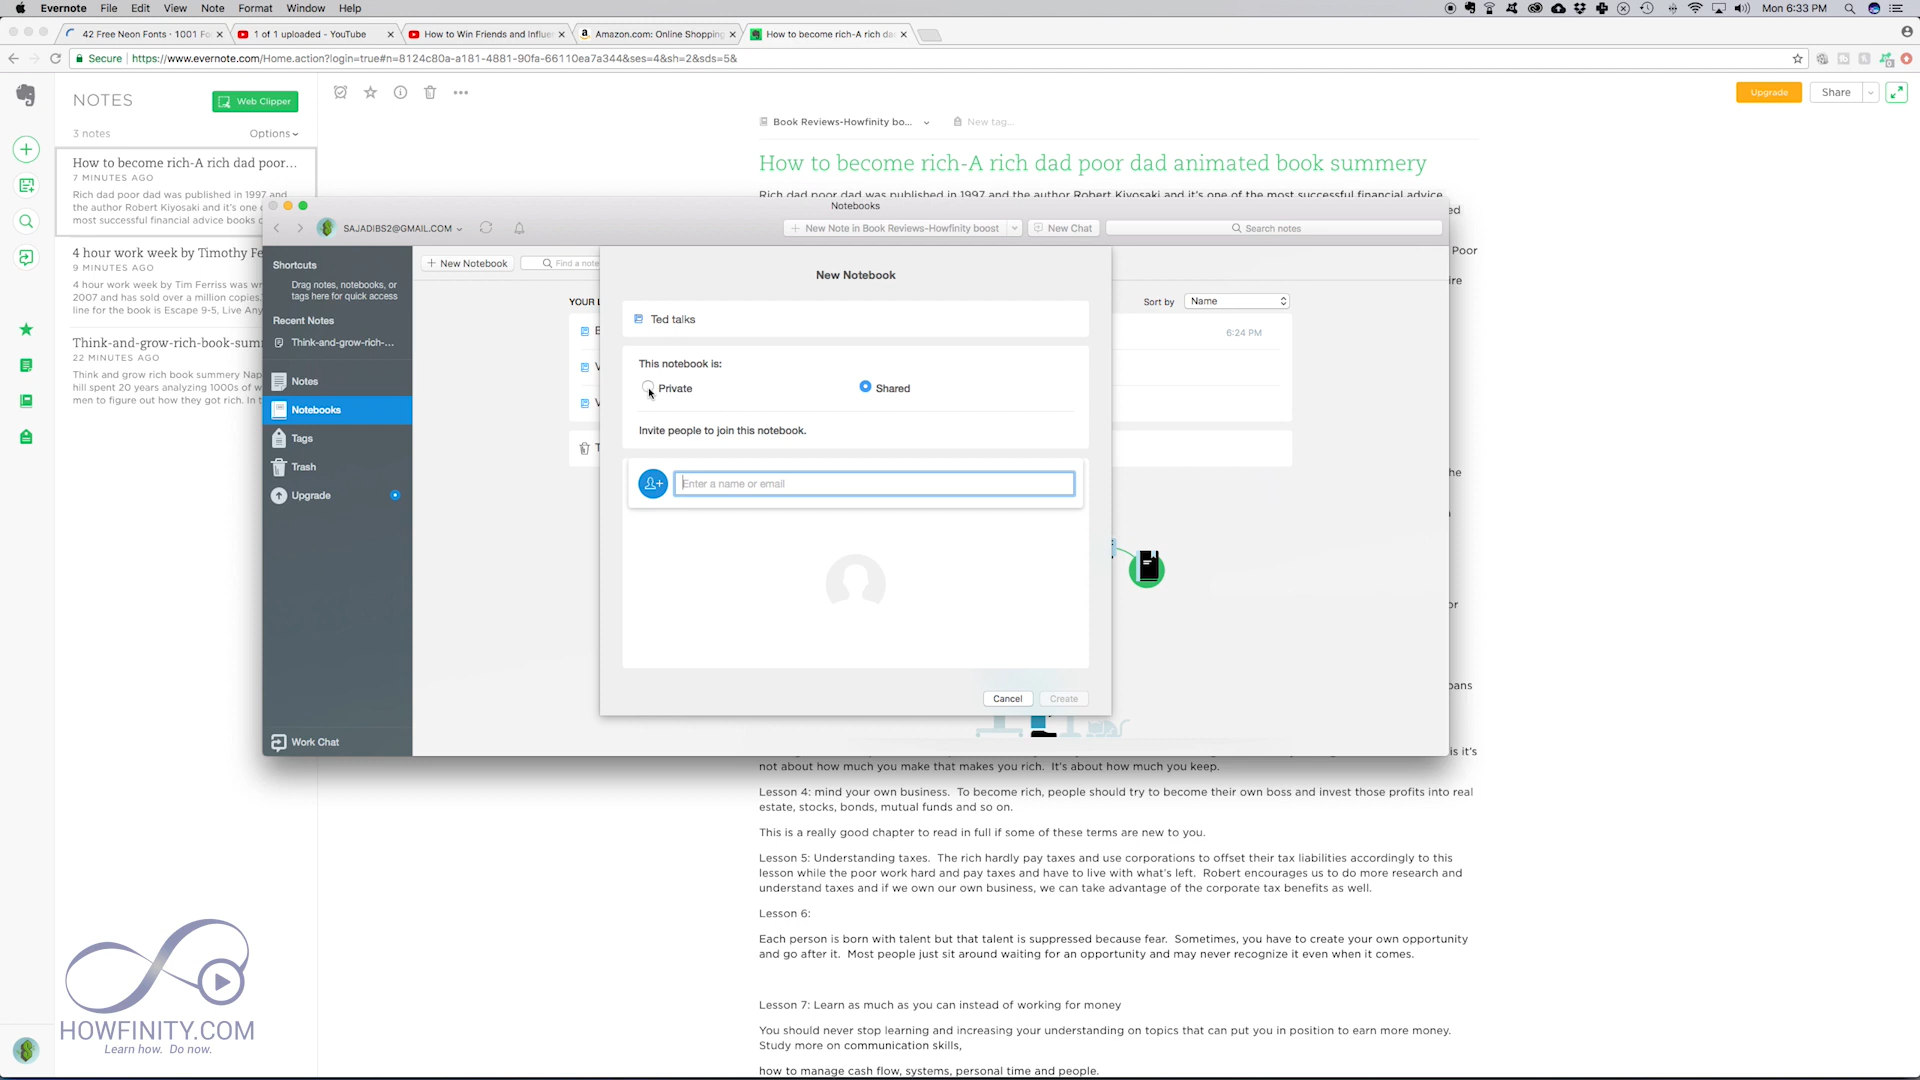 Evernote File Edit View Note Format Window Help
Mon 6:33 PM
42 Free Neon Fonts · 1001 Fo
1 of 1 uploaded - YouTube
How to Win Friends and Influe
Amazon.com: Online Shopping
How to become rich-A rich da
Secure https://www.evernote.com/Home.action?login=true#n=8124c80a-a181-4881-90fa-66110ea7a344&ses=4&sh=2&sds=5&
NOTES
Web Clipper
3 notes
Options
How to become rich-A rich dad poor...
7 MINUTES AGO
Rich dad poor dad was published in 1997 and
the author Robert Kiyosaki and it's one
most successful financial advice books
4 hour work week by Timothy Fe
9 MINUTES AGO
4 hour work week by Tim Ferriss was wr
2007 and has sold over a million copies.
line for the book is Escape 9-5, Live Any
Think-and-grow-rich-book-sum
22 MINUTES AGO
Think and grow rich book summery Nap
hill spent 20 years analyzing 1000s of w
men to figure out how they got rich. In t
Upgrade
Share
Book Reviews-Howfinity bo...
New tag...
How to become rich-A rich dad poor dad animated book summery
Rich dad poor dad was published in 1997 and the author Robert Kiyosaki and it's one of the most successful financial advice
ed
Poor
ire
he
or
pans
is it's
Notebooks
SAJADIBS2@GMAIL.COM
+ New Note in Book Reviews-Howfinity boost
New Chat
Search notes
Shortcuts
Drag notes, notebooks, or
tags here for quick access
Recent Notes
Think-and-grow-rich-...
Notes
Notebooks
Tags
Trash
Upgrade
Work Chat
+ New Notebook
Find a note
YOUR L
Sort by
Name
6:24 PM
New Notebook
Ted talks
This notebook is:
Private
Shared
Invite people to join this notebook.
Enter a name or email
Cancel
Create
not about how much you make that makes you rich. It's about how much you keep.
Lesson 4: mind your own business. To become rich, people should try to become their own boss and invest those profits into real
estate, stocks, bonds, mutual funds and so on.
This is a really good chapter to read in full if some of these terms are new to you.
Lesson 5: Understanding taxes. The rich hardly pay taxes and use corporations to offset their tax liabilities accordingly to this
lesson while the poor work hard and pay taxes and have to live with what's left. Robert encourages us to do more research and
understand taxes and if we own our own business, we can take advantage of the corporate tax benefits as well.
Lesson 6:
Each person is born with talent but that talent is suppressed because fear. Sometimes, you have to create your own opportunity
and go after it. Most people just sit around waiting for an opportunity and may never recognize it even when it comes.
Lesson 7: Learn as much as you can instead of working for money
You should never stop learning and increasing your understanding on topics that can put you in position to earn more money.
Study more on communication skills,
how to manage cash flow, systems, personal time and people.
HOWFINITY.COM
Learn how. Do now.